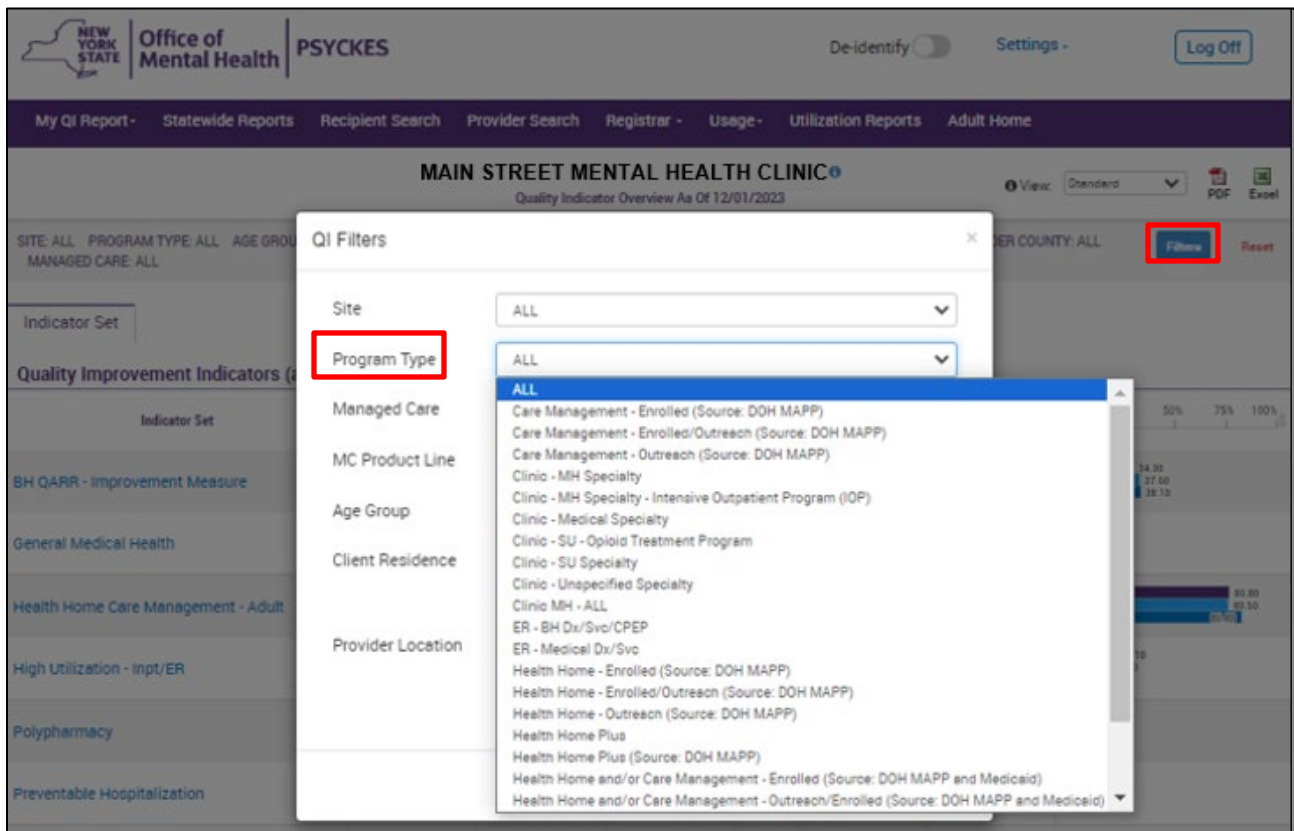 NEW
YORK
STATE
Office of
Mental Health
PSYCKES
De-identify
Settings -
Log Off
My QI Report- Statewide Reports Recipient Search Provider Search Registrar - Usage- Utilization Reports Adult Home
MAIN STREET MENTAL HEALTH CLINIC
Quality Indicator Overview As Of 12/01/2023
View: Standard
PDF
Excel
SITE: ALL PROGRAM TYPE: ALL AGE GROU
MANAGED CARE: ALL
COUNTY: ALL
Filters
Reset
Indicator Set
Quality Improvement Indicators
Indicator Set
50% 75% 100%
BH QARR - Improvement Measure
34.30
37.60
38.10
General Medical Health
Health Home Care Management - Adult
80.80
80.50
High Utilization - Inpt/ER
Polypharmacy
Preventable Hospitalization
QI Filters
×
Site
ALL
Program Type
ALL
Managed Care
MC Product Line
Age Group
Client Residence
Provider Location
ALL
Care Management - Enrolled (Source: DOH MAPP)
Care Management - Enrolled/Outreach (Source: DOH MAPP)
Care Management - Outreach (Source: DOH MAPP)
Clinic - MH Specialty
Clinic - MH Specialty - Intensive Outpatient Program (IOP)
Clinic - Medical Specialty
Clinic - SU - Opioid Treatment Program
Clinic - SU Specialty
Clinic - Unspecified Specialty
Clinic MH - ALL
ER - BH Dx/Svc/CPEP
ER - Medical Dx/Svc
Health Home - Enrolled (Source: DOH MAPP)
Health Home - Enrolled/Outreach (Source: DOH MAPP)
Health Home - Outreach (Source: DOH MAPP)
Health Home Plus
Health Home Plus (Source: DOH MAPP)
Health Home and/or Care Management - Enrolled (Source: DOH MAPP and Medicaid)
Health Home and/or Care Management - Outreach/Enrolled (Source: DOH MAPP and Medicaid)